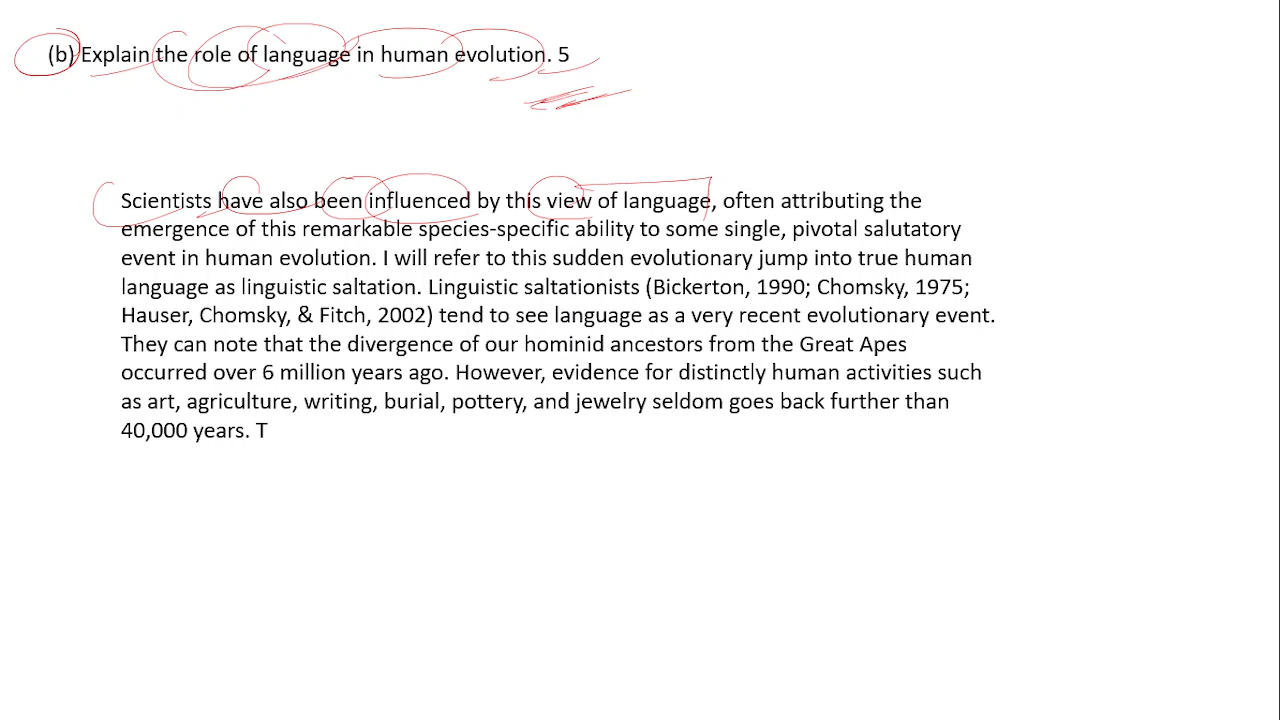 (b) Explain the role of language in human evolution. 5
Scientists have also been influenced by this view of language, often attributing the
emergence of this remarkable species-specific ability to some single, pivotal salutatory
event in human evolution. I will refer to this sudden evolutionary jump into true human
language as linguistic saltation. Linguistic saltationists (Bickerton, 1990; Chomsky, 1975;
Hauser, Chomsky, & Fitch, 2002) tend to see language as a very recent evolutionary event.
They can note that the divergence of our hominid ancestors from the Great Apes
occurred over 6 million years ago. However, evidence for distinctly human activities such
as art, agriculture, writing, burial, pottery, and jewelry seldom goes back further than
40,000 years. T